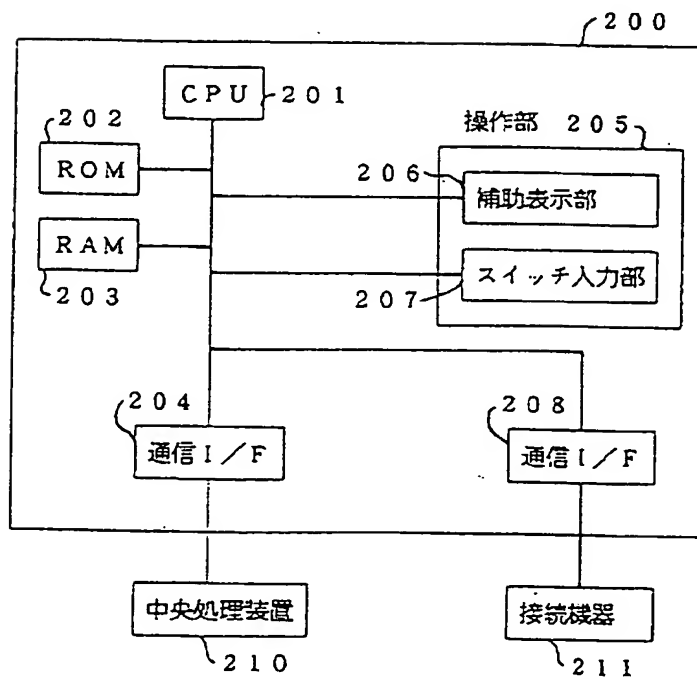 200
CPU
201
202
ROM
操作部 205
206
補助表示部
RAM
203
スイッチ入力部
207
204
通信I/F
208
通信I/F
中央処理装置
210
接続機器
211